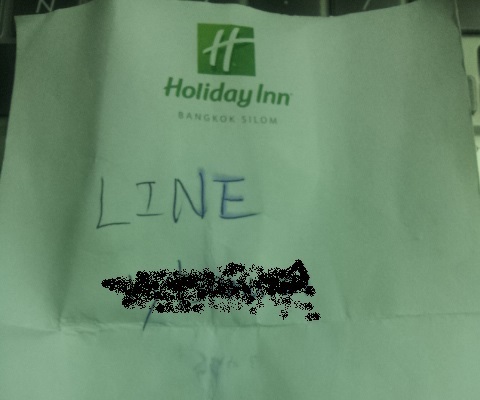 H
Holiday Inn
BANGKOK SILOM
LINE